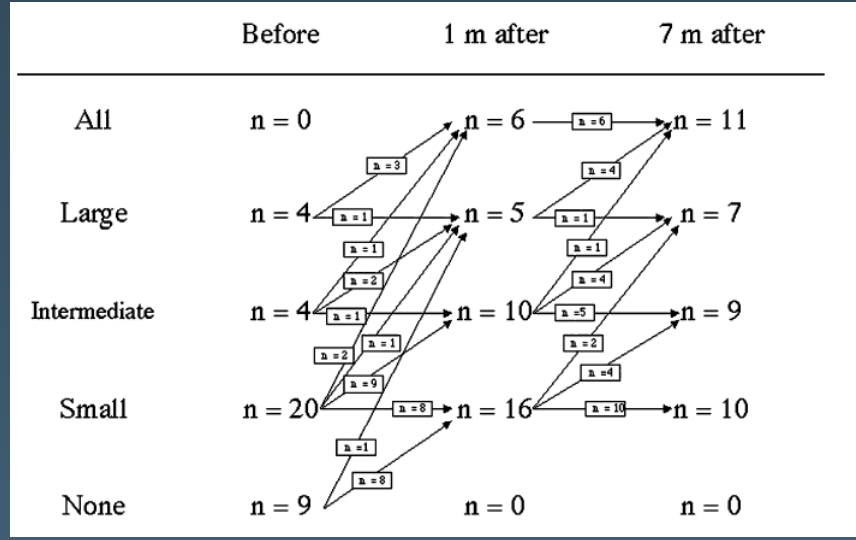 Before 1 m after 7 m after
All n = 0 n = 6 n = 6 n = 11
n = 3 n = 4
Large n = 4 n = 1 n = 5 n = 1 n = 7
n = 1 n = 1
n = 2 n = 4
Intermediate n = 4 n = 1 n = 10 n =5 n = 9
n = 1 n = 2
n = 2
n = 9 n =4
Small n = 20 n = 8 n = 16 n = 10 n = 10
n =1
n =8
None n = 9 n = 0 n = 0